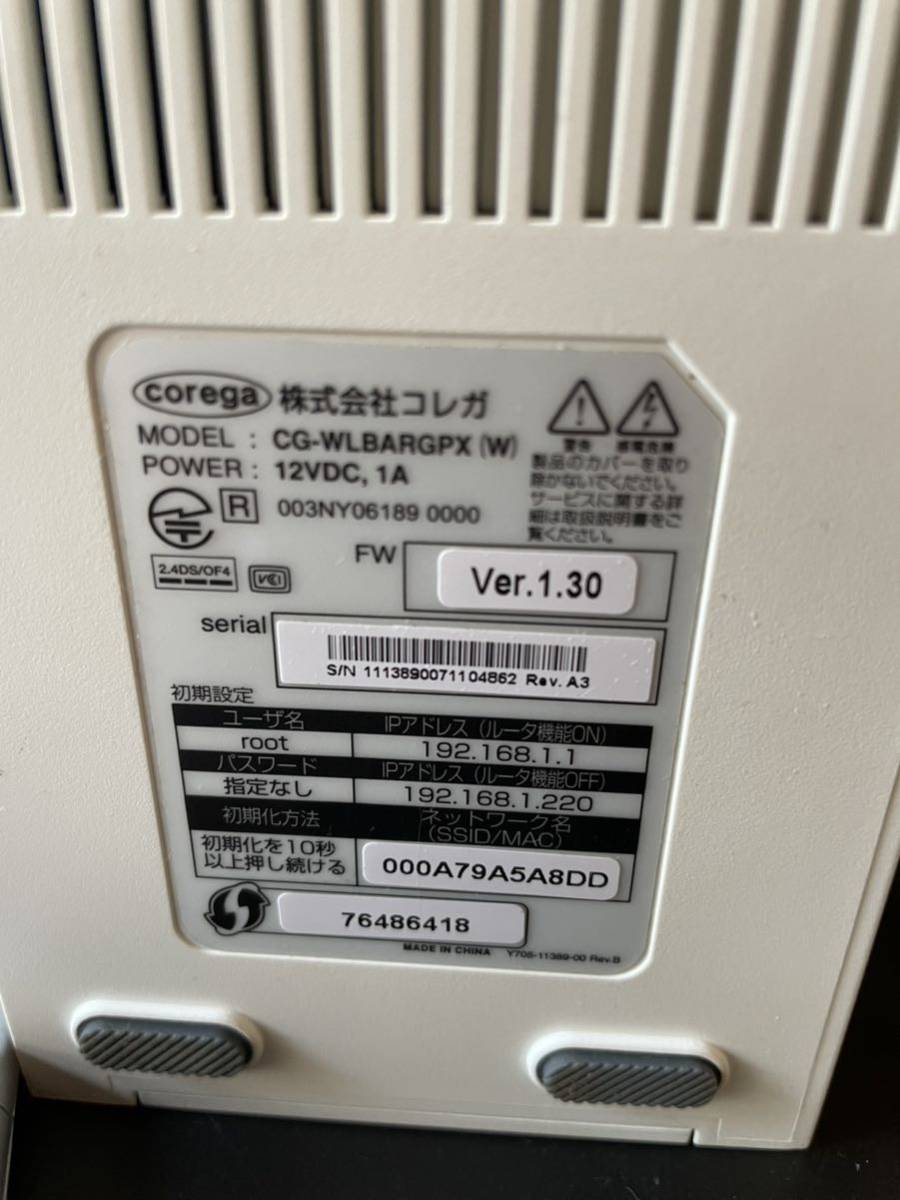 corega 株式会社コレガ
MODEL : CG-WLBARGPX (W)
POWER : 12VDC, 1A
警告 感電危険
製品のカバーを取り
除かないでください。
サービスに関する詳
細は取扱説明書をご
覧ください。
R 003NY06189 0000
2.4DS/OF4
VCCI
FW Ver.1.30
serial
S/N 1113890071104862 Rev. A3
初期設定
ユーザ名 IPアドレス (ルータ機能ON)
root 192.168.1.1
パスワード IPアドレス (ルータ機能OFF)
指定なし 192.168.1.220
初期化方法 ネットワーク名
(SSID/MAC)
初期化を10秒
以上押し続ける
000A79A5A8DD
76486418
MADE IN CHINA Y705-11389-00 Rev.B